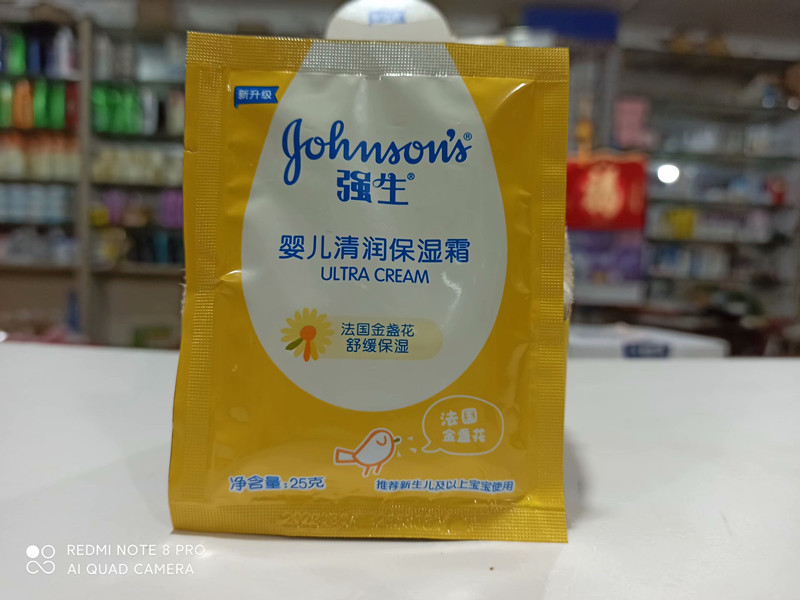 新升级
Johnson's®
强生®
婴儿清润保湿霜
ULTRA CREAM
法国金盏花
舒缓保湿
法国
金盏花
净含量:25克
推荐新生儿及以上宝宝使用
福
REDMI NOTE 8 PRO
AI QUAD CAMERA